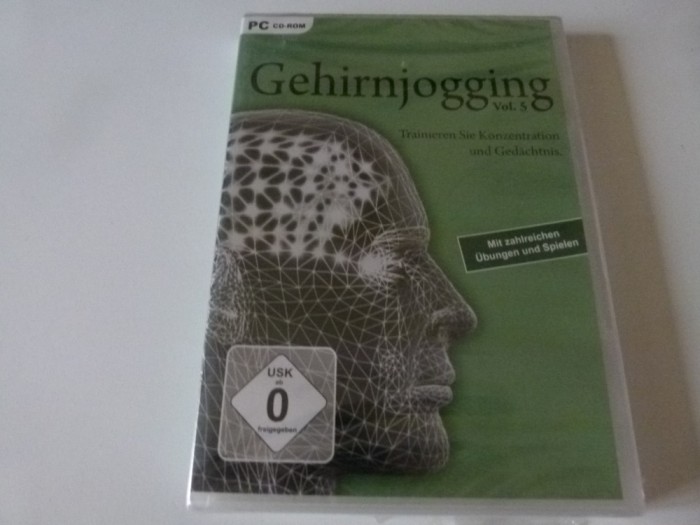 PC CD-ROM
Gehirnjogging
Vol. 5
Trainieren Sie Konzentration
und Gedächtnis.
Mit zahlreichen
Übungen und Spielen
USK
ab
0
freigegeben